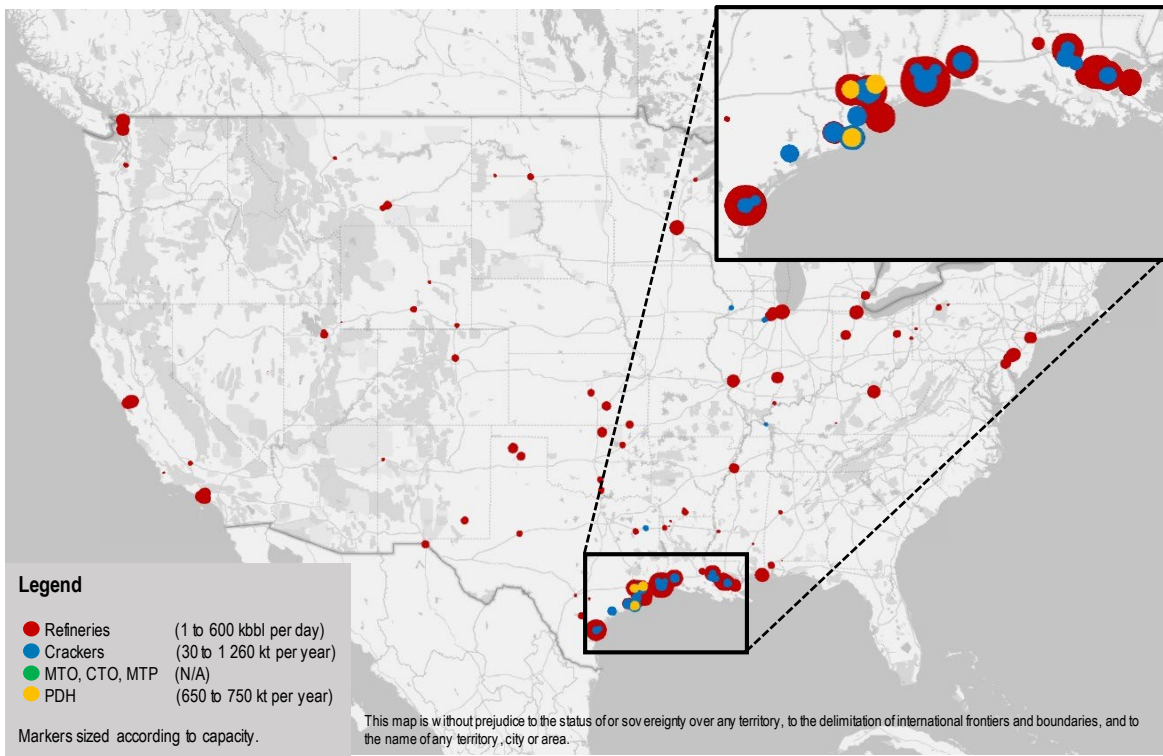 Legend
Refineries (1 to 600 kbbl per day)
Crackers (30 to 1 260 kt per year)
MTO, CTO, MTP (N/A)
PDH (650 to 750 kt per year)
Markers sized according to capacity.
This map is without prejudice to the status of or sovereignty over any territory, to the delimitation of international frontiers and boundaries, and to
the name of any territory, city or area.